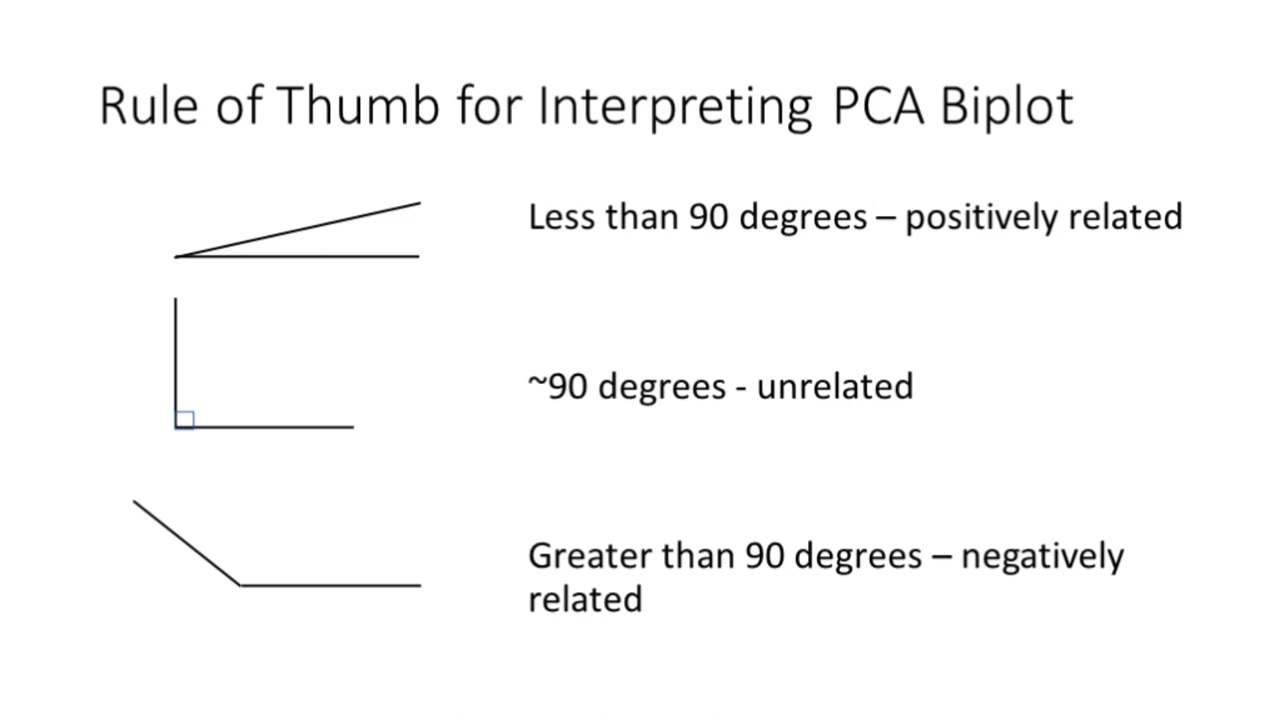 Rule of Thumb for Interpreting PCA Biplot
Less than 90 degrees – positively related
~90 degrees - unrelated
Greater than 90 degrees – negatively
related